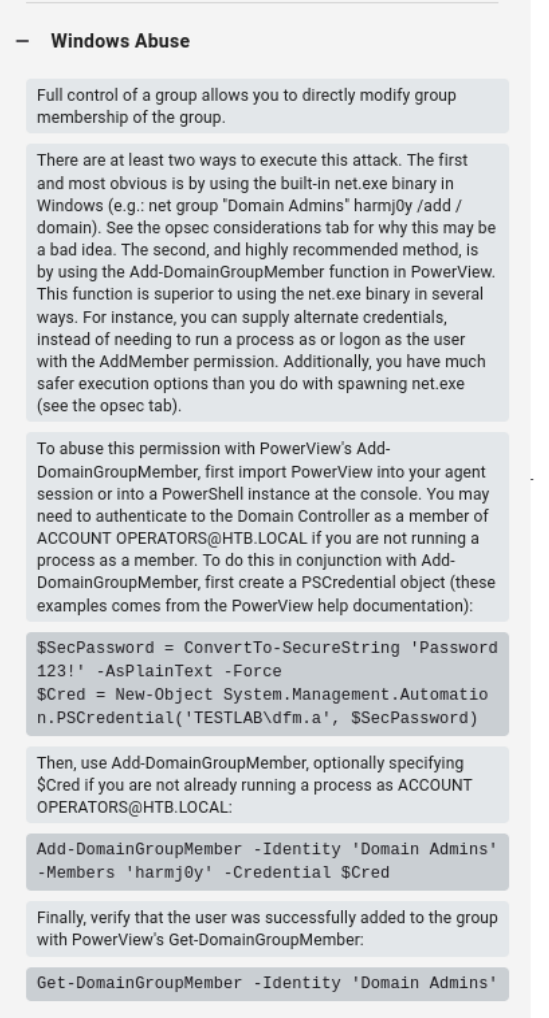 — Windows Abuse
Full control of a group allows you to directly modify group
membership of the group.
There are at least two ways to execute this attack. The first
and most obvious is by using the built-in net.exe binary in
Windows (e.g.: net group "Domain Admins" harmj0y /add /
domain). See the opsec considerations tab for why this may be
a bad idea. The second, and highly recommended method, is
by using the Add-DomainGroupMember function in PowerView.
This function is superior to using the net.exe binary in several
ways. For instance, you can supply alternate credentials,
instead of needing to run a process as or logon as the user
with the AddMember permission. Additionally, you have much
safer execution options than you do with spawning net.exe
(see the opsec tab).
To abuse this permission with PowerView's Add-
DomainGroupMember, first import PowerView into your agent
session or into a PowerShell instance at the console. You may
need to authenticate to the Domain Controller as a member of
ACCOUNT OPERATORS@HTB.LOCAL if you are not running a
process as a member. To do this in conjunction with Add-
DomainGroupMember, first create a PSCredential object (these
examples comes from the PowerView help documentation):
$SecPassword = ConvertTo-SecureString 'Password
123!' -AsPlainText -Force
$Cred = New-Object System.Management.Automatio
n.PSCredential('TESTLAB\dfm.a', $SecPassword)
Then, use Add-DomainGroupMember, optionally specifying
$Cred if you are not already running a process as ACCOUNT
OPERATORS@HTB.LOCAL:
Add-DomainGroupMember -Identity 'Domain Admins'
-Members 'harmj0y' -Credential $Cred
Finally, verify that the user was successfully added to the group
with PowerView's Get-DomainGroupMember:
Get-DomainGroupMember -Identity 'Domain Admins'